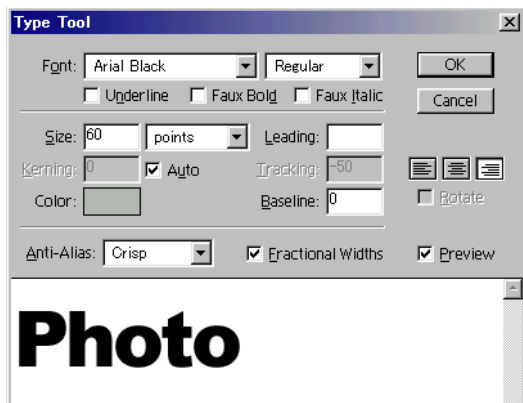 Type Tool
Font: Arial Black Regular OK
Underline Faux Bold Faux Italic Cancel
Size: 60 points Leading:
Kerning: 0 Auto Tracking: -50
Color: Baseline: 0 Rotate
Anti-Alias: Crisp Fractional Widths Preview
Photo